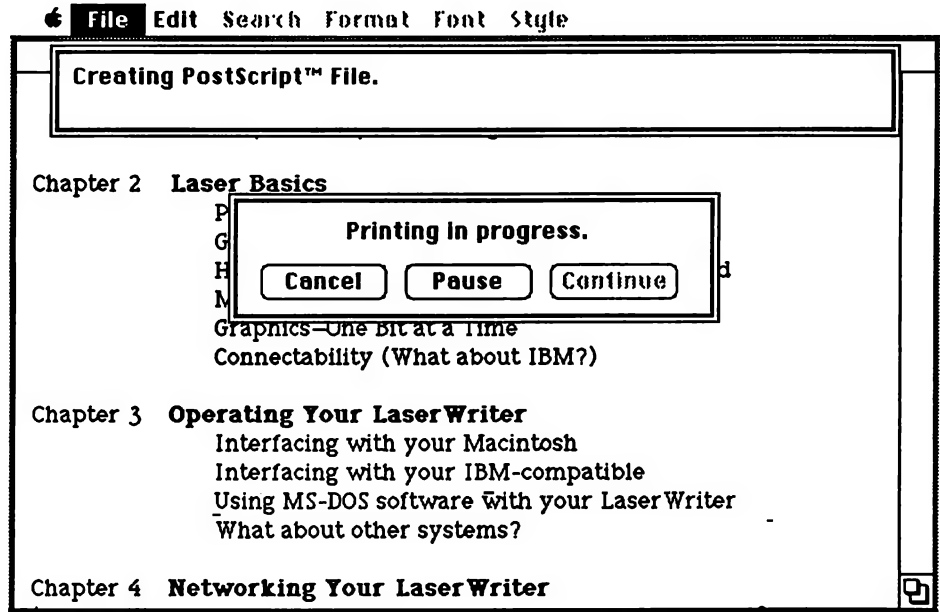 File Edit Search Format Font Style
Creating PostScript™ File.
Chapter 2 Laser Basics
P
G
H d
M
Printing in progress.
Cancel Pause Continue
Graphics—One Bit at a Time
Connectability (What about IBM?)
Chapter 3 Operating Your LaserWriter
Interfacing with your Macintosh
Interfacing with your IBM-compatible
Using MS-DOS software with your LaserWriter
What about other systems?
Chapter 4 Networking Your LaserWriter